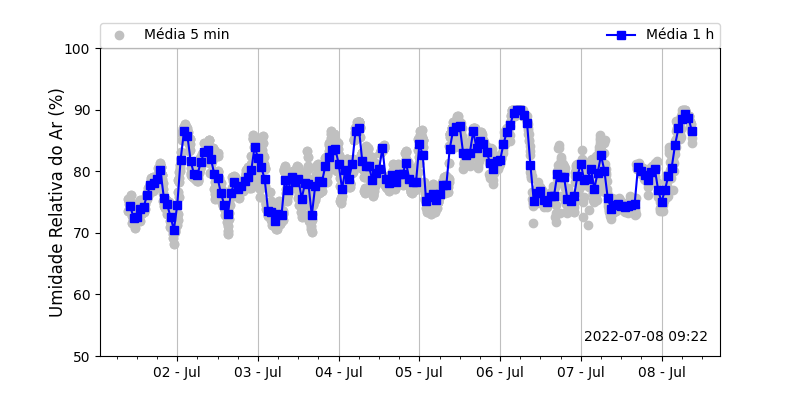 Média 5 min
Média 1 h
Umidade Relativa do Ar (%)
100
90
80
70
60
50
2022-07-08 09:22
02 - Jul
03 - Jul
04 - Jul
05 - Jul
06 - Jul
07 - Jul
08 - Jul